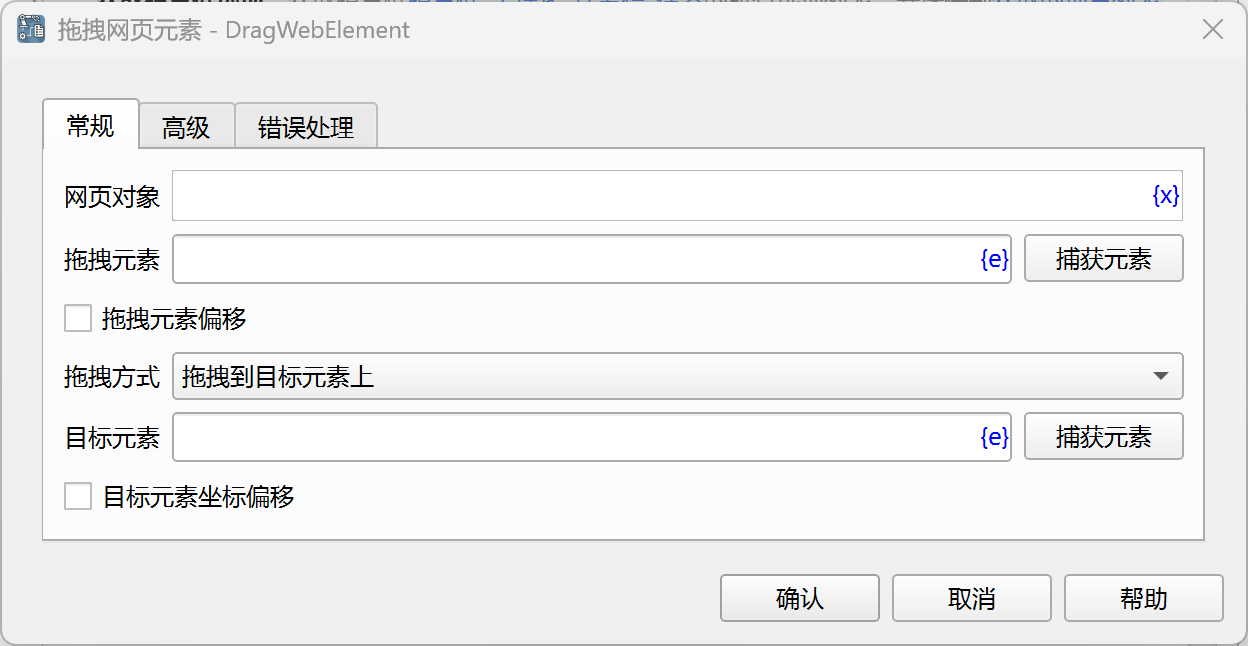 拖拽网页元素 - DragWebElement
常规 高级 错误处理
网页对象 {x}
拖拽元素 {e} 捕获元素
拖拽元素偏移
拖拽方式 拖拽到目标元素上
目标元素 {e} 捕获元素
目标元素坐标偏移
确认 取消 帮助